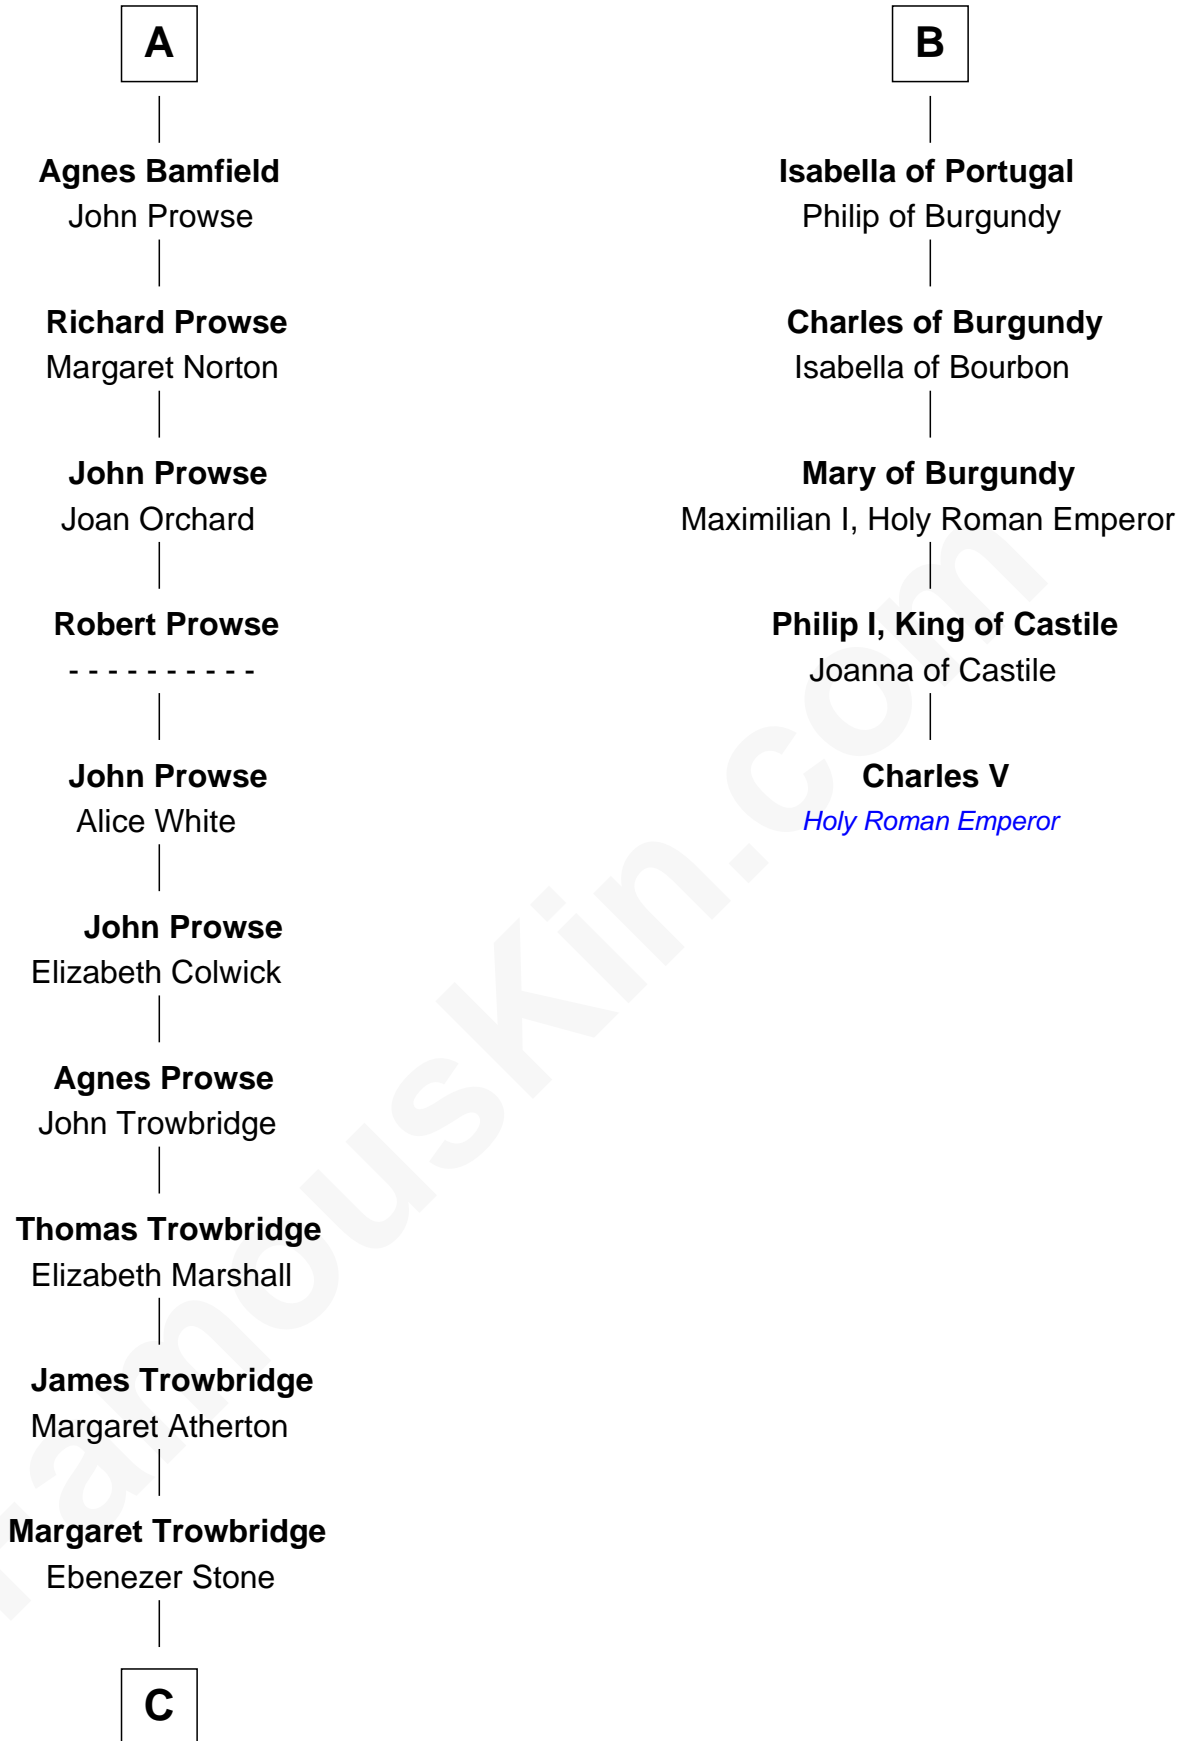 A
Agnes Bamfield
John Prowse
Richard Prowse
Margaret Norton
John Prowse
Joan Orchard
Robert Prowse
- - - - - - - - - -
John Prowse
Alice White
John Prowse
Elizabeth Colwick
Agnes Prowse
John Trowbridge
Thomas Trowbridge
Elizabeth Marshall
James Trowbridge
Margaret Atherton
Margaret Trowbridge
Ebenezer Stone
C
B
Isabella of Portugal
Philip of Burgundy
Charles of Burgundy
Isabella of Bourbon
Mary of Burgundy
Maximilian I, Holy Roman Emperor
Philip I, King of Castile
Joanna of Castile
Charles V
Holy Roman Emperor
FamousKin.com